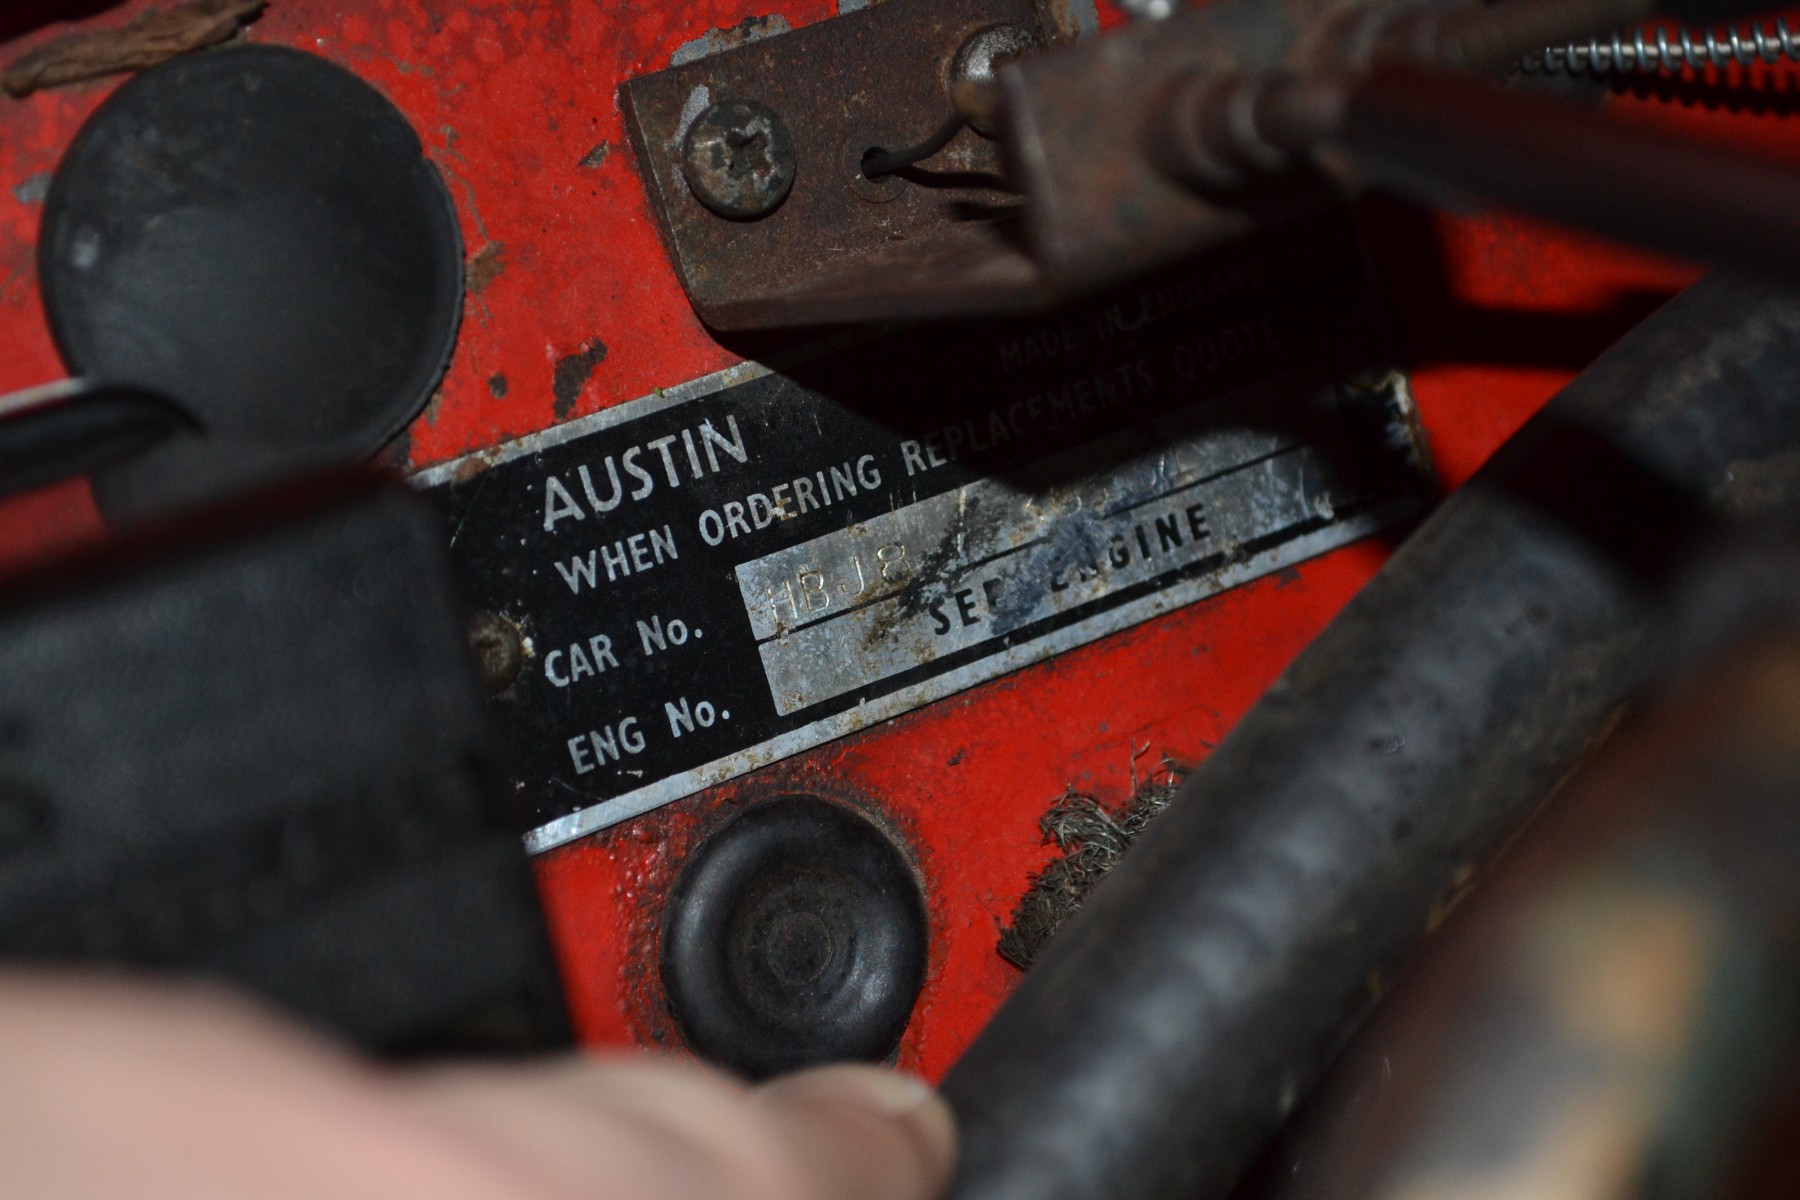 AUSTIN
MADE IN ENGLAND
WHEN ORDERING REPLACEMENTS QUOTE
CAR No. HBJ8
ENG No. SEE ENGINE